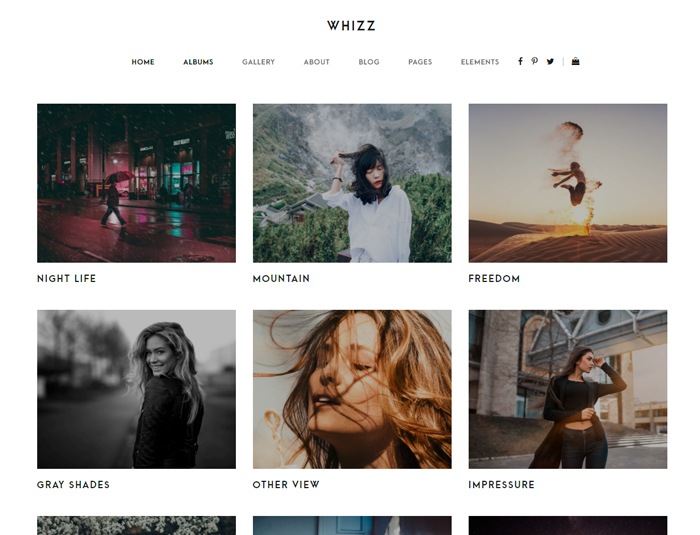 WHIZZ
HOME ALBUMS GALLERY ABOUT BLOG PAGES ELEMENTS
NIGHT LIFE MOUNTAIN FREEDOM
GRAY SHADES OTHER VIEW IMPRESSURE